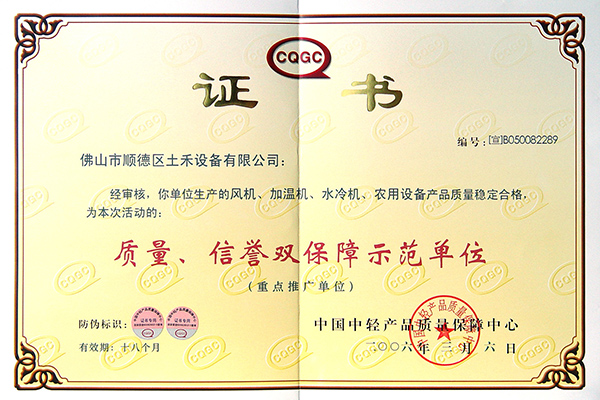 CQGC
证书
编号:[宣]B050082289
佛山市顺德区土禾设备有限公司:
经审核,你单位生产的风机、加温机、水冷机、农用设备产品质量稳定合格,
为本次活动的:
质量、信誉双保障示范单位
(重点推广单位)
防伪标识:
中国中轻产品质量保障中心
有效期:十八个月
二〇〇六年二月六日